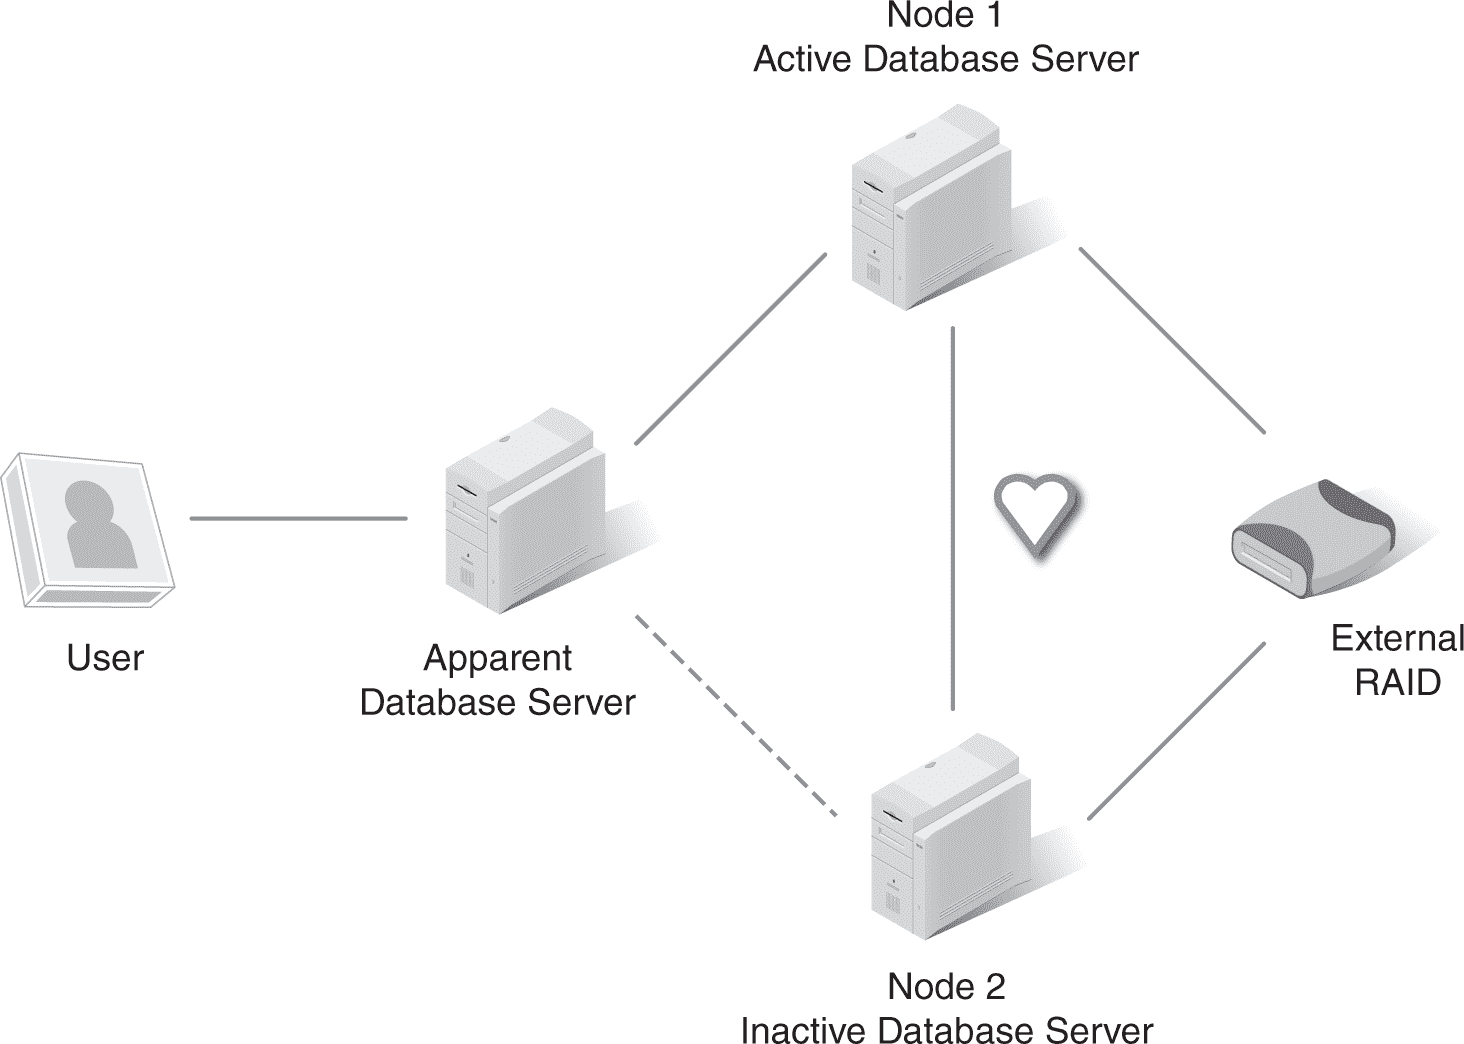 Node 1
Active Database Server
User
Apparent
Database Server
External
RAID
Node 2
Inactive Database Server